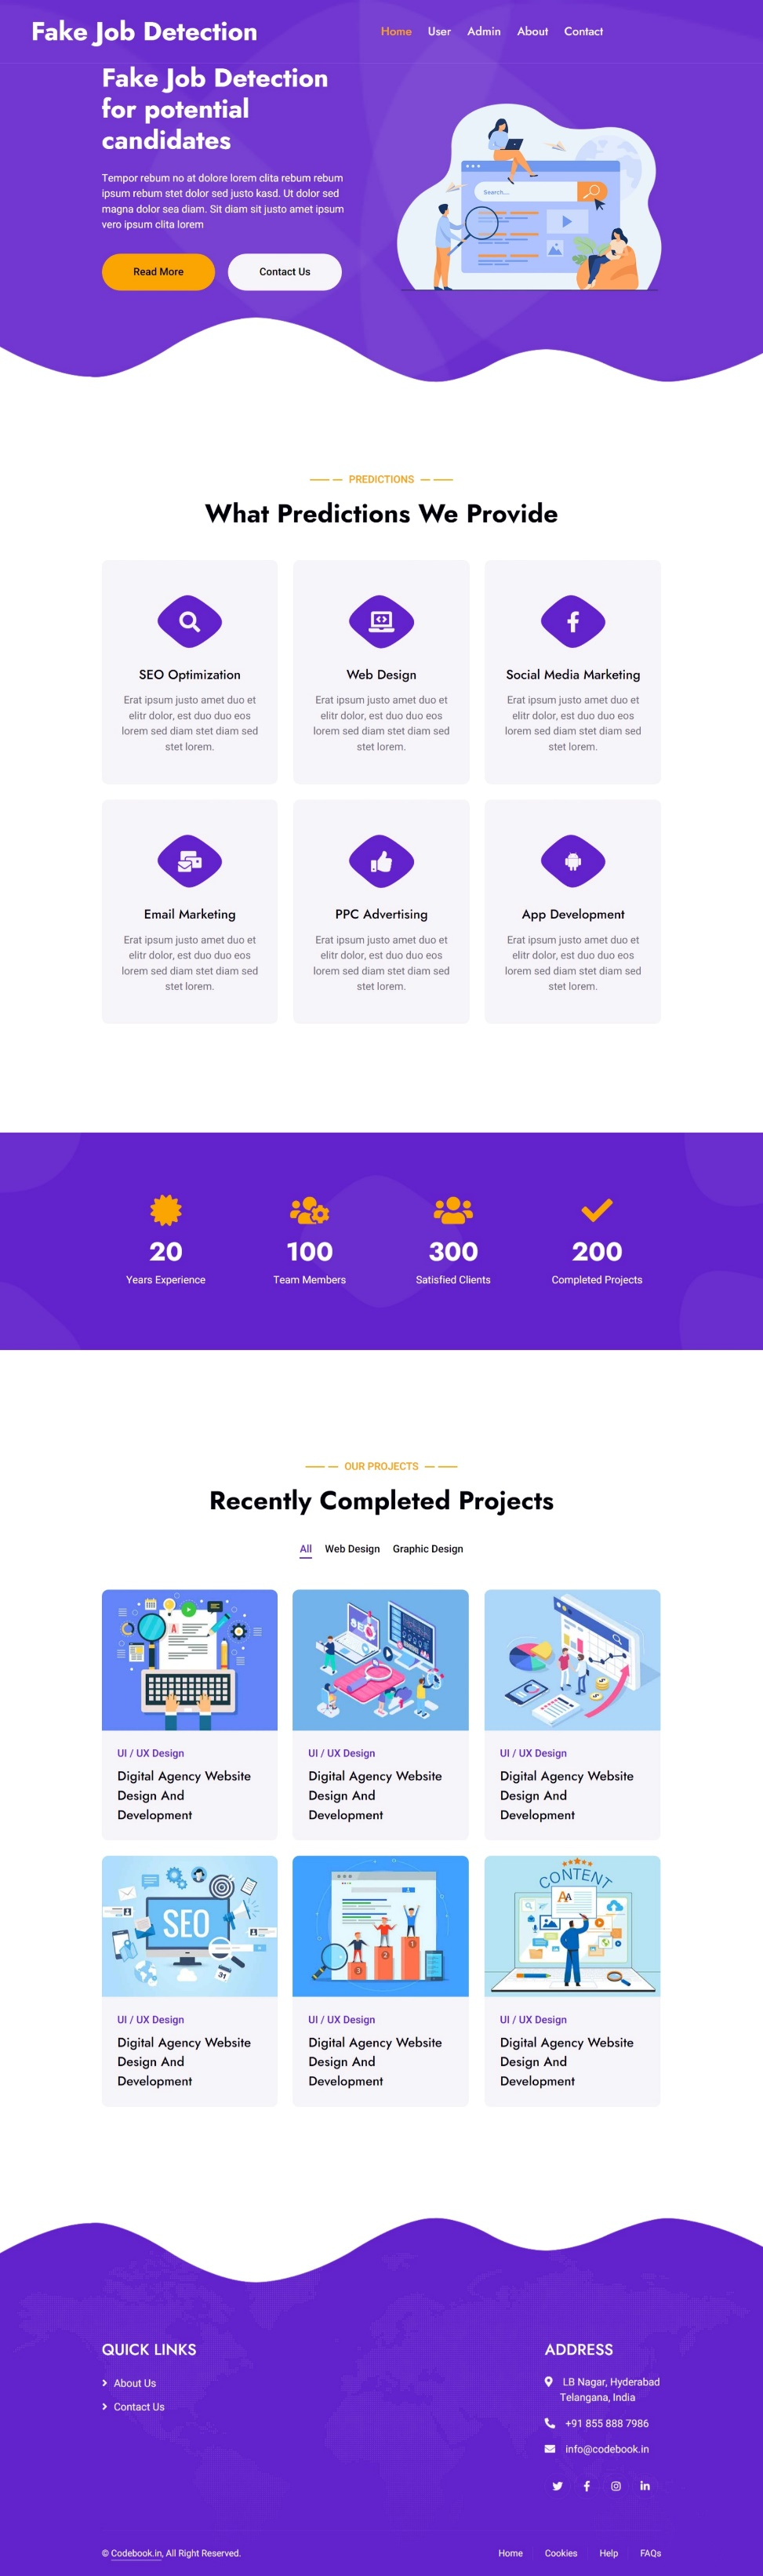 Fake Job Detection
Home User Admin About Contact
Fake Job Detection
for potential
candidates
Tempor rebum no at dolore lorem clita rebum rebum
ipsum rebum stet dolor sed justo kasd. Ut dolor sed
magna dolor sea diam. Sit diam sit justo amet ipsum
vero ipsum clita lorem
Read More
Contact Us
Search...
PREDICTIONS
What Predictions We Provide
SEO Optimization
Erat ipsum justo amet duo et
elitr dolor, est duo duo eos
lorem sed diam stet diam sed
stet lorem.
Web Design
Erat ipsum justo amet duo et
elitr dolor, est duo duo eos
lorem sed diam stet diam sed
stet lorem.
Social Media Marketing
Erat ipsum justo amet duo et
elitr dolor, est duo duo eos
lorem sed diam stet diam sed
stet lorem.
Email Marketing
Erat ipsum justo amet duo et
elitr dolor, est duo duo eos
lorem sed diam stet diam sed
stet lorem.
PPC Advertising
Erat ipsum justo amet duo et
elitr dolor, est duo duo eos
lorem sed diam stet diam sed
stet lorem.
App Development
Erat ipsum justo amet duo et
elitr dolor, est duo duo eos
lorem sed diam stet diam sed
stet lorem.
20
Years Experience
100
Team Members
300
Satisfied Clients
200
Completed Projects
OUR PROJECTS
Recently Completed Projects
All Web Design Graphic Design
A
UI / UX Design
Digital Agency Website
Design And
Development
UI / UX Design
Digital Agency Website
Design And
Development
UI / UX Design
Digital Agency Website
Design And
Development
SEO
31
UI / UX Design
Digital Agency Website
Design And
Development
1
2
3
UI / UX Design
Digital Agency Website
Design And
Development
CONTENT
AA
UI / UX Design
Digital Agency Website
Design And
Development
QUICK LINKS
About Us
Contact Us
ADDRESS
LB Nagar, Hyderabad
Telangana, India
+91 855 888 7986
info@codebook.in
© Codebook.in, All Right Reserved.
Home Cookies Help FAQs